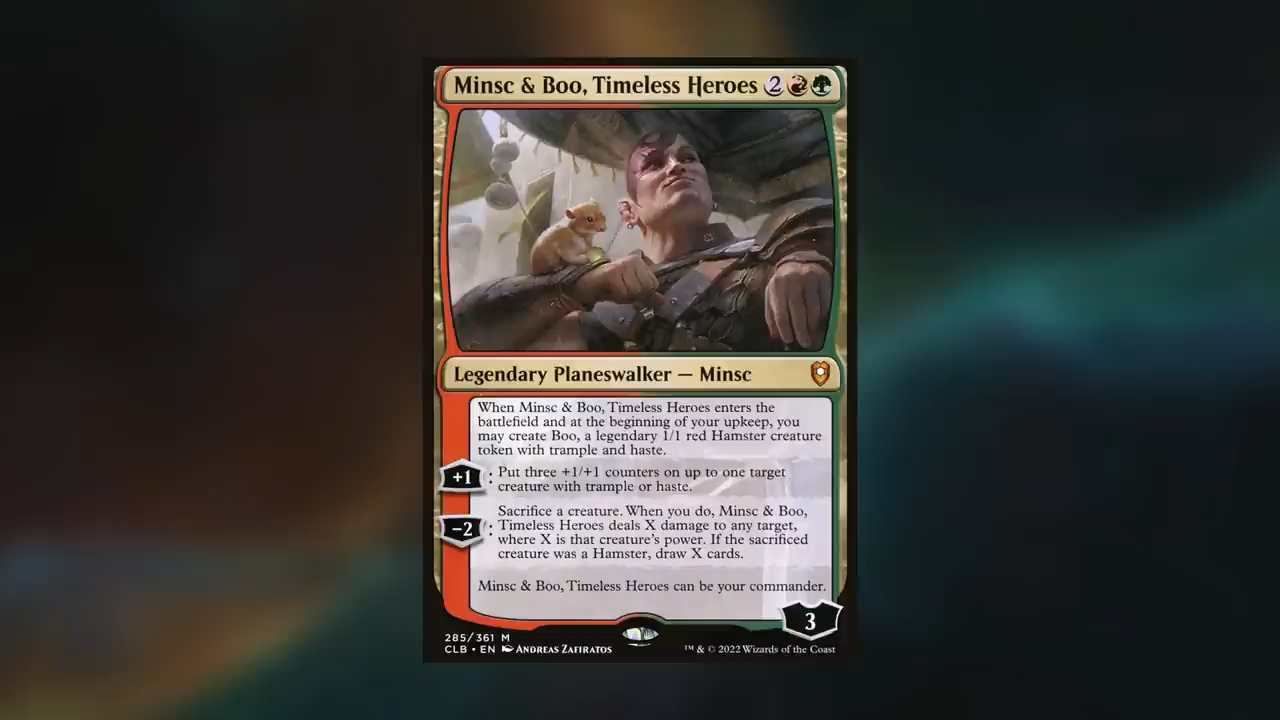 Minsc & Boo, Timeless Heroes 2
Legendary Planeswalker — Minsc
When Minsc & Boo, Timeless Heroes enters the
battlefield and at the beginning of your upkeep, you
may create Boo, a legendary 1/1 red Hamster creature
token with trample and haste.
+1: Put three +1/+1 counters on up to one target
creature with trample or haste.
Sacrifice a creature. When you do, Minsc & Boo,
−2: Timeless Heroes deals X damage to any target,
where X is that creature's power. If the sacrificed
creature was a Hamster, draw X cards.
Minsc & Boo, Timeless Heroes can be your commander.
3
285/361 M
CLB • EN Andreas Zafiratos
™ & © 2022 Wizards of the Coast